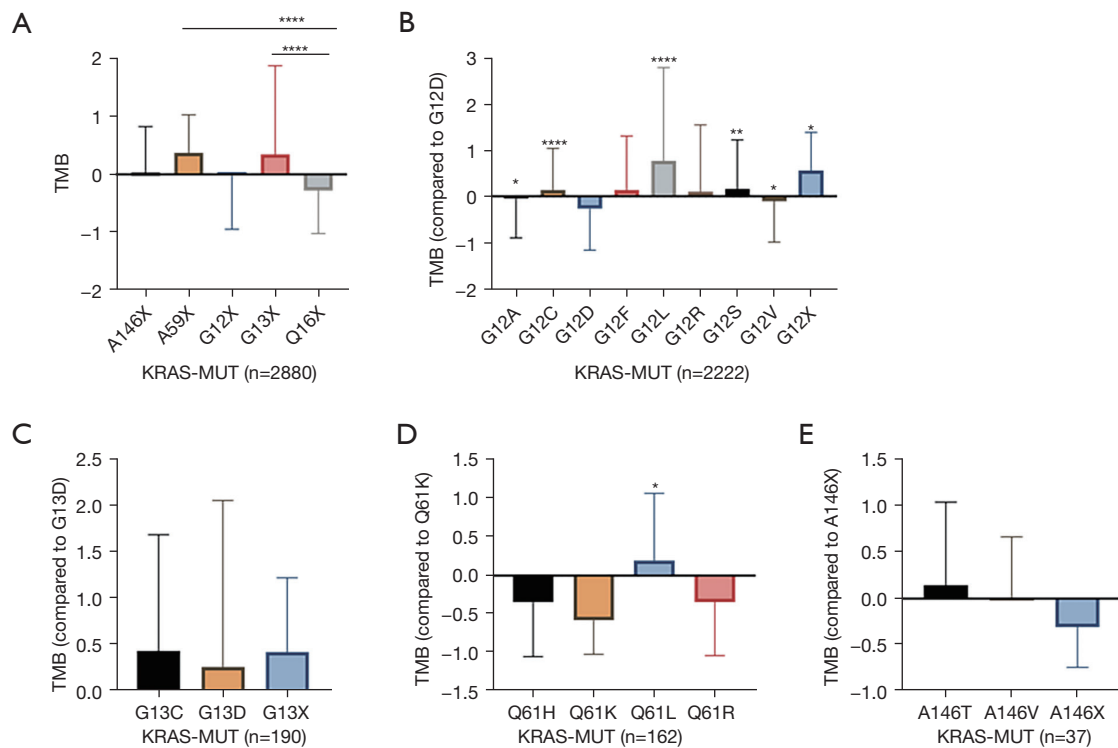 A
****
****
2
1
0
−1
−2
TMB
A146X
A59X
G12X
G13X
Q16X
KRAS-MUT (n=2880)
B
3
2
1
0
−1
−2
TMB (compared to G12D)
*
****
****
**
*
*
G12A
G12C
G12D
G12F
G12L
G12R
G12S
G12V
G12X
KRAS-MUT (n=2222)
C
2.5
2.0
1.5
1.0
0.5
0.0
TMB (compared to G13D)
G13C G13D G13X
KRAS-MUT (n=190)
D
1.5
1.0
0.5
0.0
−0.5
−1.0
−1.5
TMB (compared to Q61K)
*
Q61H Q61K Q61L Q61R
KRAS-MUT (n=162)
E
1.5
1.0
0.5
0.0
−0.5
−1.0
TMB (compared to A146X)
A146T A146V A146X
KRAS-MUT (n=37)